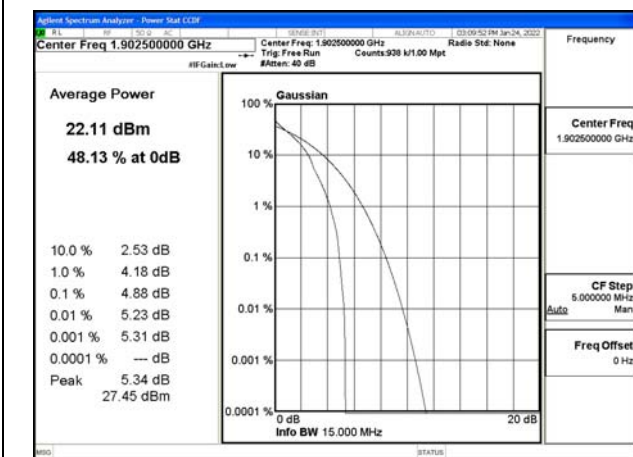 Agilent Spectrum Analyzer - Power Stat CCDF
RL RF 50 Ω AC SENSE:INT ALIGN AUTO 03:09:52 PM Jan 24, 2022
Center Freq 1.902500000 GHz
Center Freq: 1.902500000 GHz Radio Std: None
Trig: Free Run Counts:938 k/1.00 Mpt
#IFGain:Low #Atten: 40 dB
Frequency
Average Power
22.11 dBm
48.13 % at 0dB
10.0 % 2.53 dB
1.0 % 4.18 dB
0.1 % 4.88 dB
0.01 % 5.23 dB
0.001 % 5.31 dB
0.0001 % --- dB
Peak 5.34 dB
27.45 dBm
Gaussian
100 %
10 %
1 %
0.1 %
0.01 %
0.001 %
0.0001 %
0 dB 20 dB
Info BW 15.000 MHz
Center Freq
1.902500000 GHz
CF Step
5.000000 MHz
Auto Man
Freq Offset
0 Hz
MSG STATUS